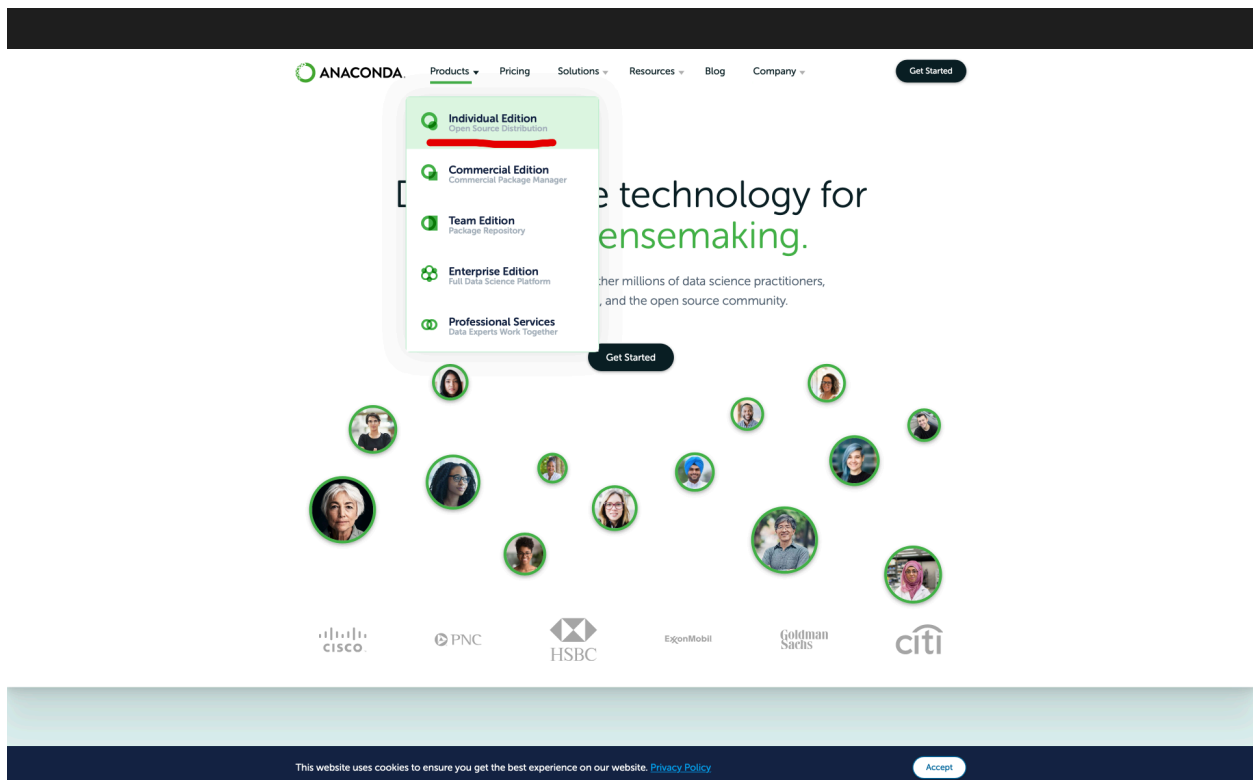 ANACONDA.
Products Pricing Solutions Resources Blog Company Get Started
Individual Edition
Open Source Distribution
Commercial Edition
Commercial Package Manager
Team Edition
Package Repository
Enterprise Edition
Full Data Science Platform
Professional Services
Data Experts Work Together
technology for
ensemaking.
millions of data science practitioners,
, and the open source community.
Get Started
CISCO
PNC
HSBC
ExxonMobil
Goldman
Sachs
citi
This website uses cookies to ensure you get the best experience on our website. Privacy Policy Accept